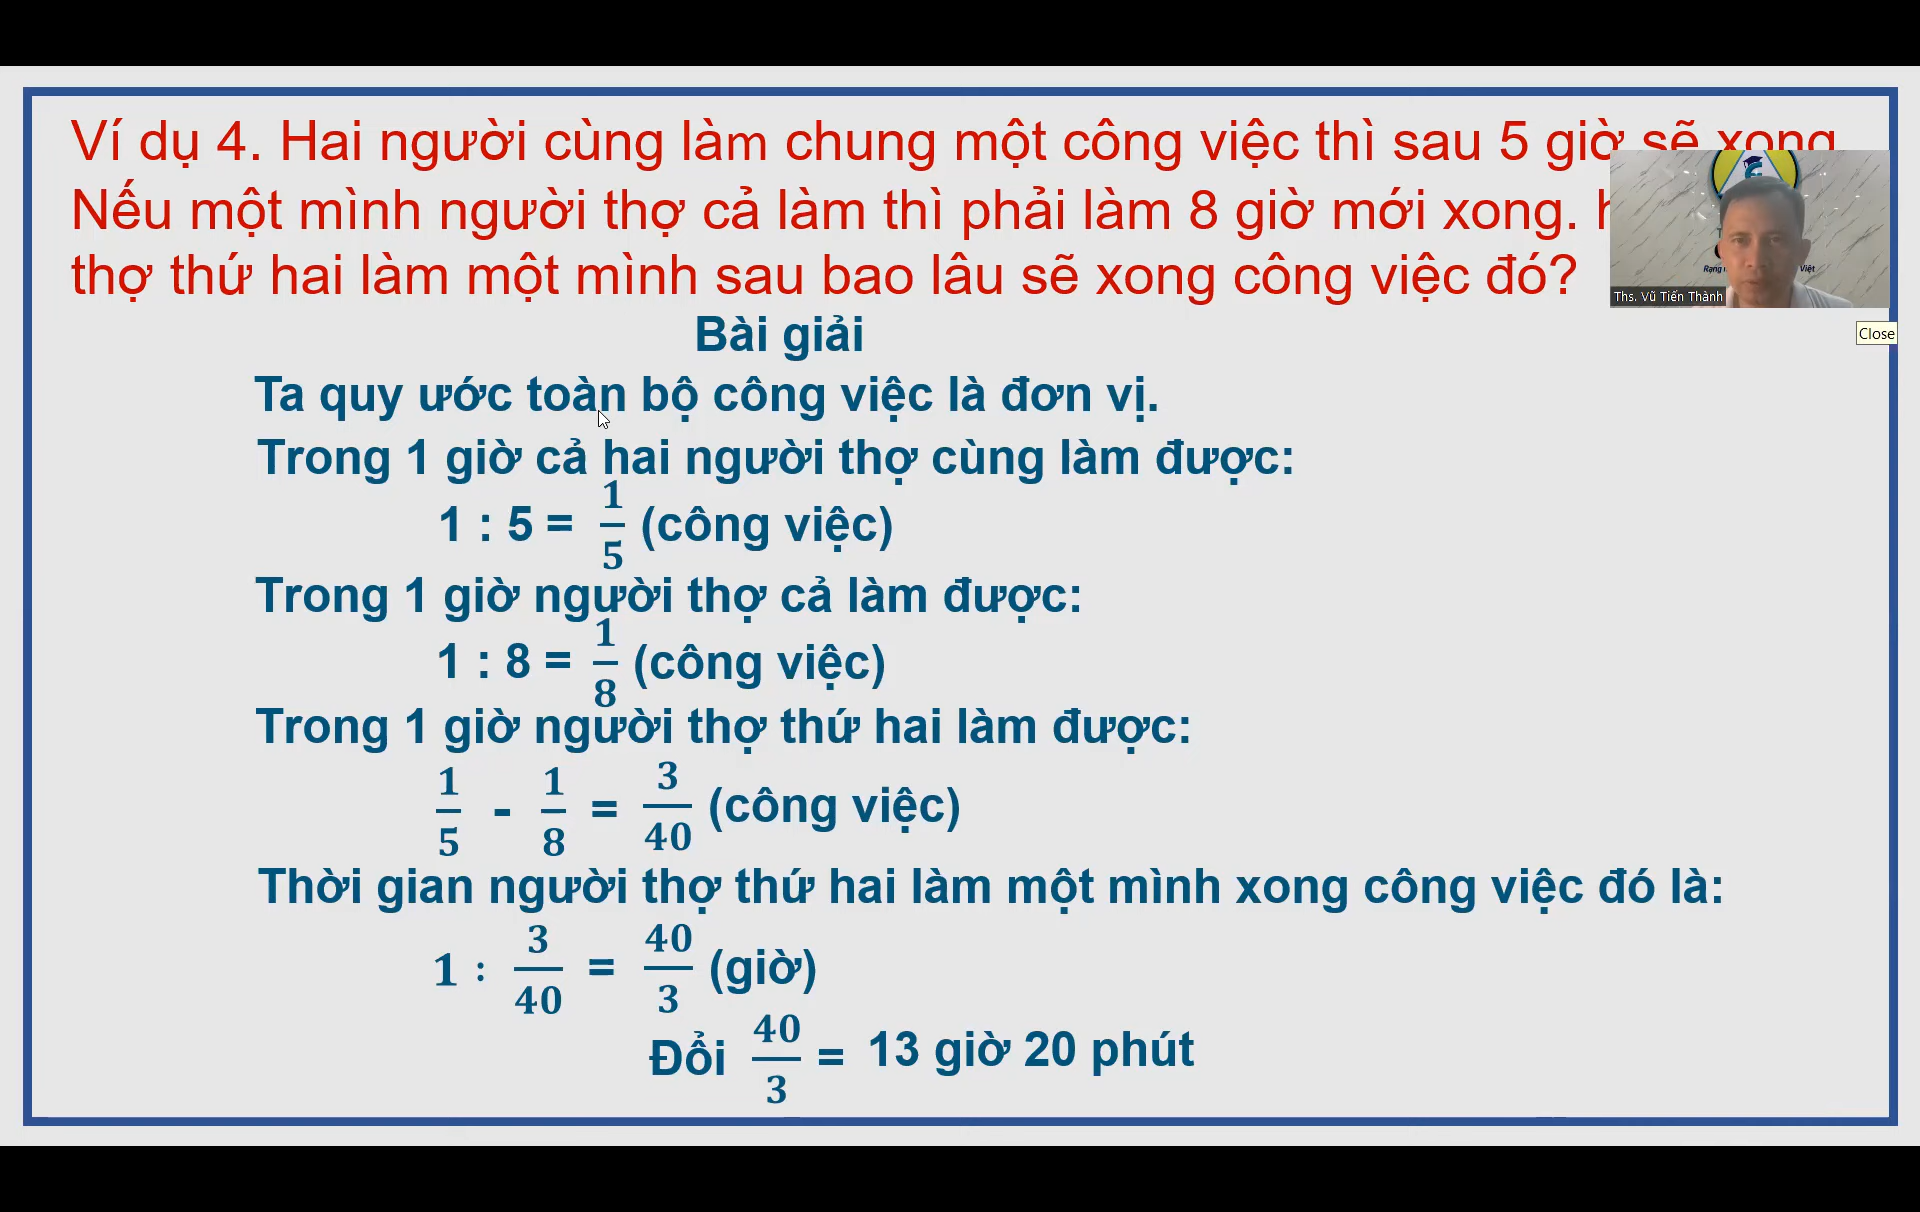 Ví dụ 4. Hai người cùng làm chung một công việc thì sau 5 giờ sẽ xong
Nếu một mình người thợ cả làm thì phải làm 8 giờ mới xong.
thợ thứ hai làm một mình sau bao lâu sẽ xong công việc đó?
Ths. Vũ Tiến Thành
Close
Bài giải
Ta quy ước toàn bộ công việc là đơn vị.
Trong 1 giờ cả hai người thợ cùng làm được:
1 : 5 = 1/5 (công việc)
Trong 1 giờ người thợ cả làm được:
1 : 8 = 1/8 (công việc)
Trong 1 giờ người thợ thứ hai làm được:
1/5 - 1/8 = 3/40 (công việc)
Thời gian người thợ thứ hai làm một mình xong công việc đó là:
1 : 3/40 = 40/3 (giờ)
Đổi 40/3 = 13 giờ 20 phút